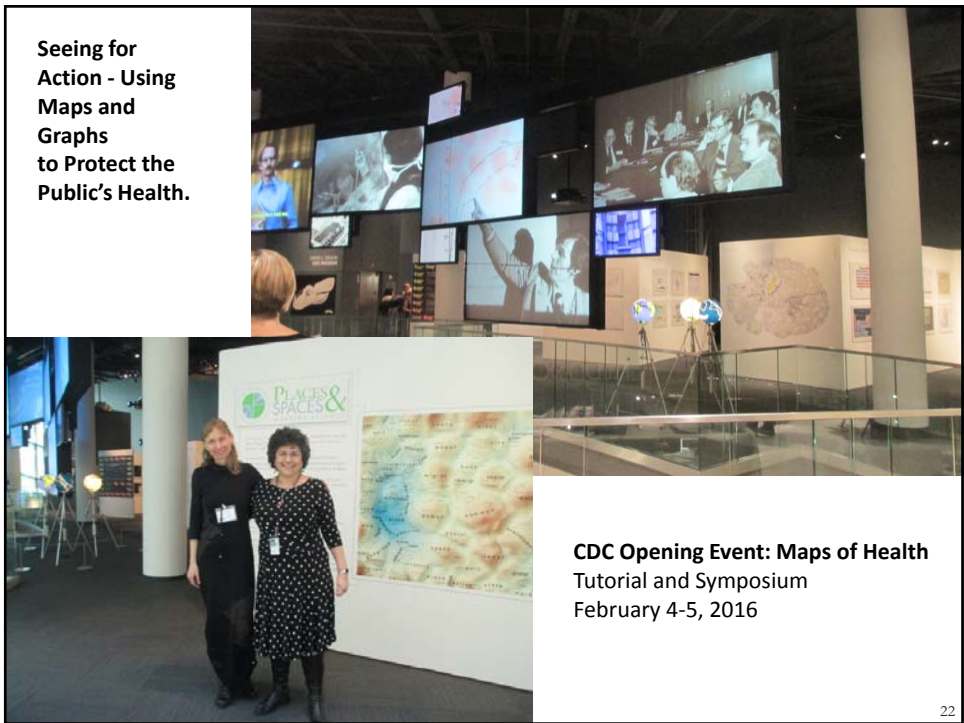 Seeing for
Action - Using
Maps and
Graphs
to Protect the
Public’s Health.
PLACES &
SPACES
CDC Opening Event: Maps of Health
Tutorial and Symposium
February 4-5, 2016
22